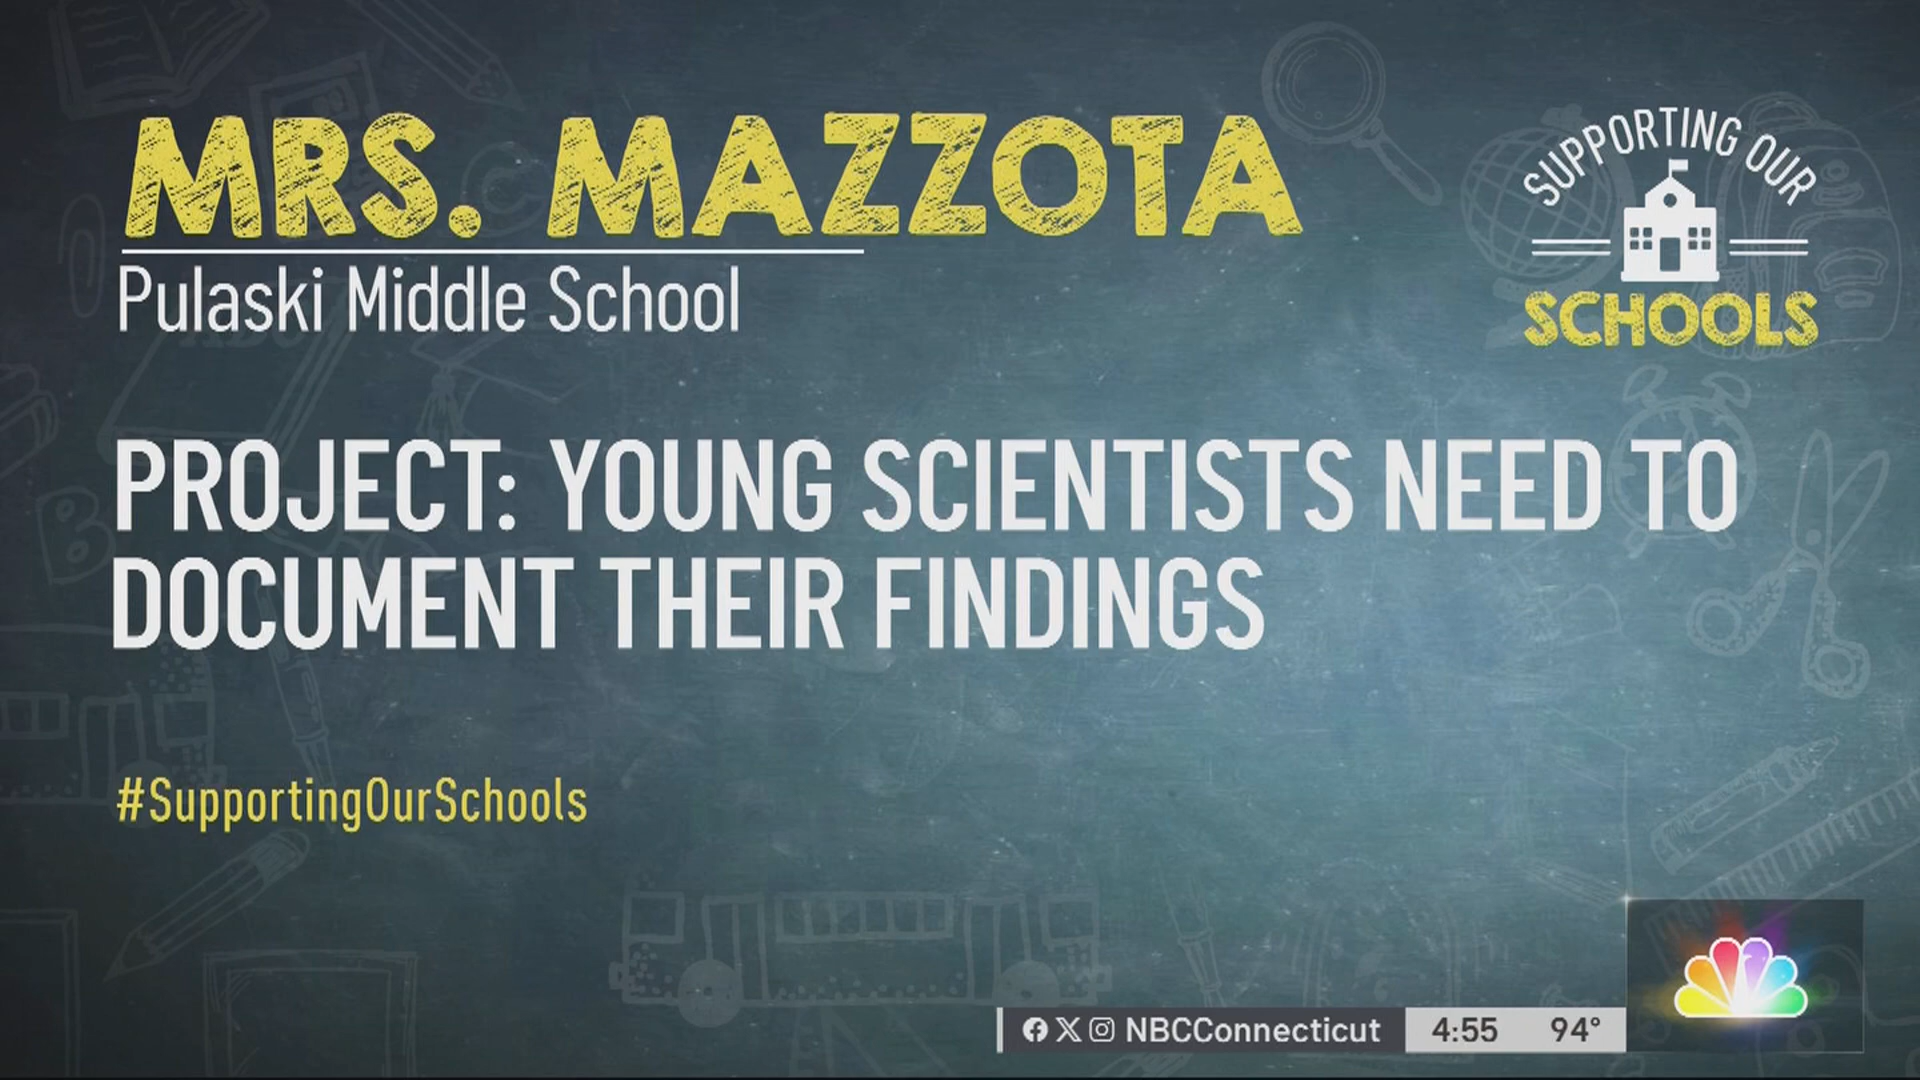 MRS. MAZZOTA
Pulaski Middle School
SUPPORTING OUR
SCHOOLS
PROJECT: YOUNG SCIENTISTS NEED TO
DOCUMENT THEIR FINDINGS
#SupportingOurSchools
NBCConnecticut 4:55 94°